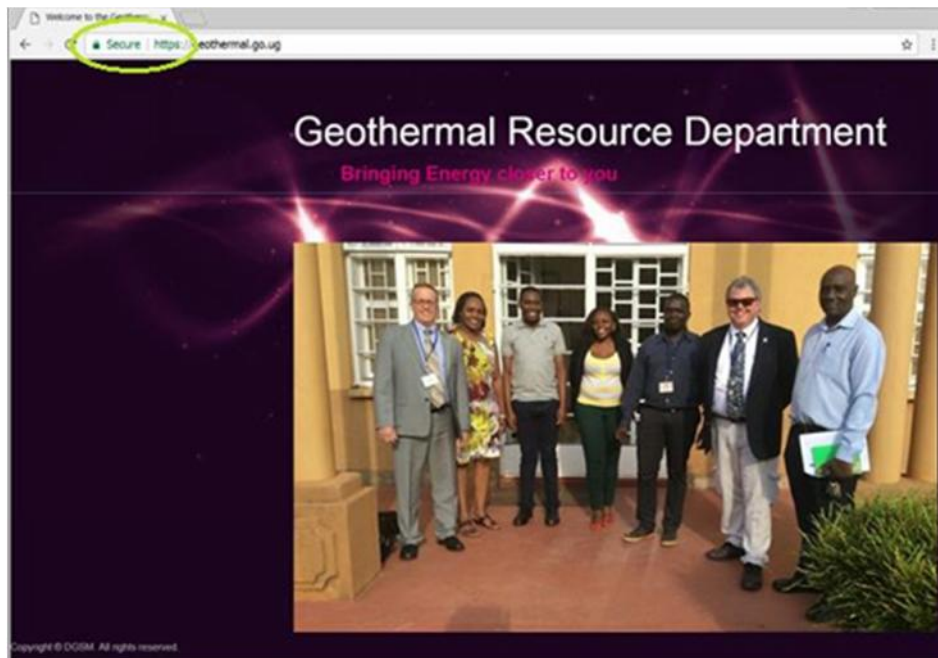 Welcome to the Geotherm
Secure https://geothermal.go.ug
Geothermal Resource Department
Bringing Energy closer to you
Copyright © DGSM. All rights reserved.